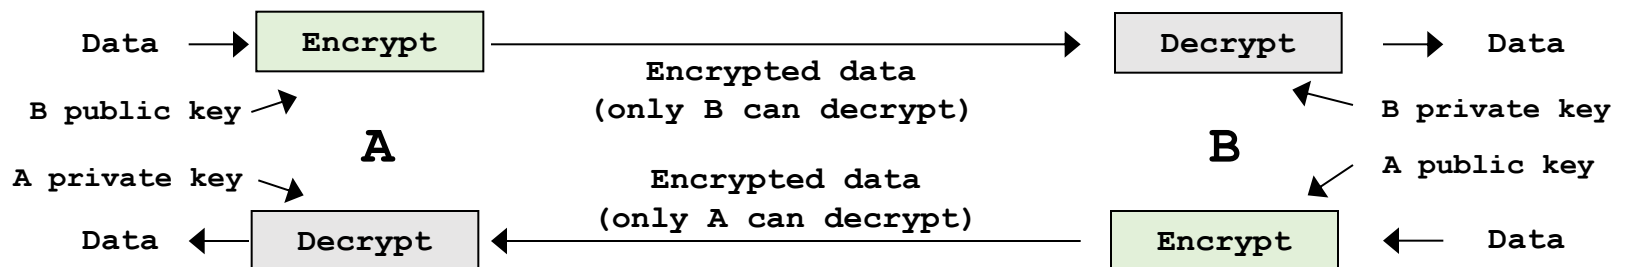 Data
Encrypt
Decrypt
Data
Encrypted data
(only B can decrypt)
B public key
B private key
A
B
A private key
A public key
Encrypted data
(only A can decrypt)
Data
Decrypt
Encrypt
Data